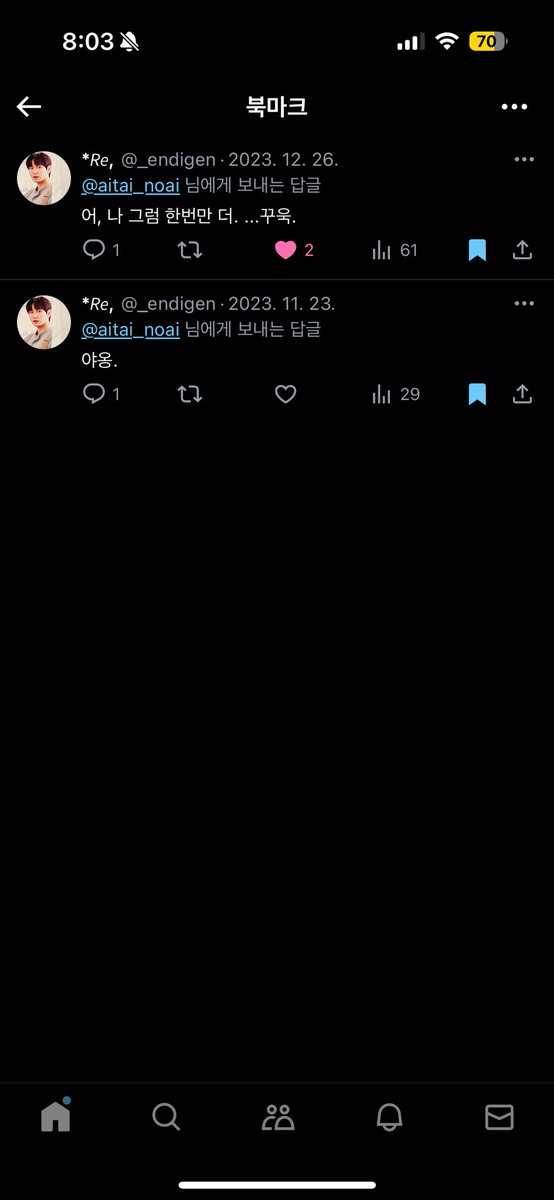 8:03
70
북마크
*Re, @_endigen · 2023. 12. 26.
@aitai_noai 님에게 보내는 답글
어, 나 그럼 한번만 더. ...꾸욱.
1 2 61
*Re, @_endigen · 2023. 11. 23.
@aitai_noai 님에게 보내는 답글
야옹.
1 29